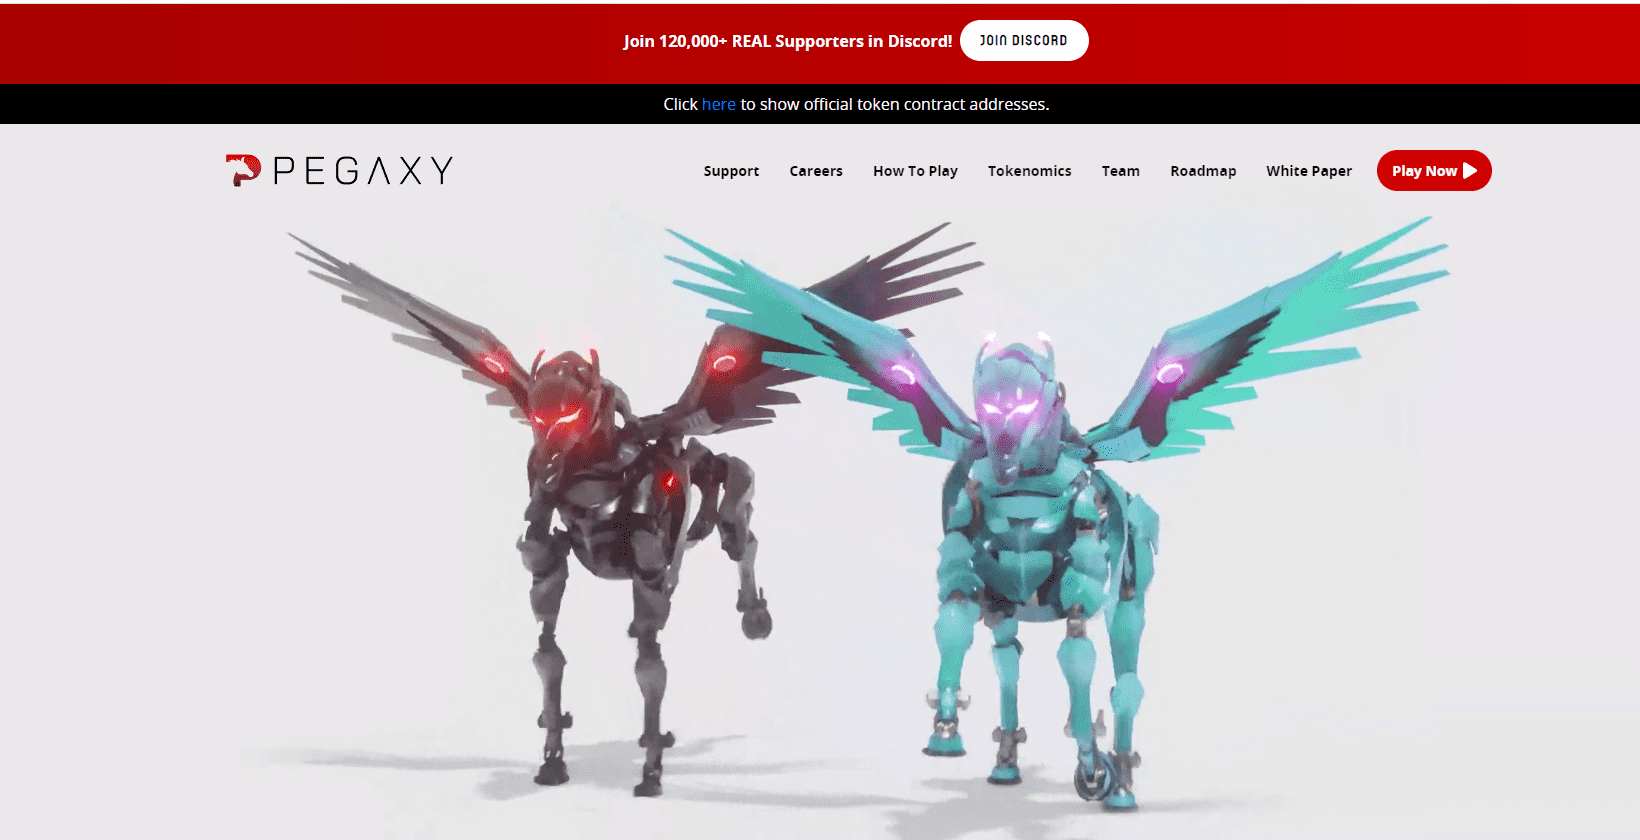 Join 120,000+ REAL Supporters in Discord! JOIN DISCORD
Click here to show official token contract addresses.
PEGAXY Support Careers How To Play Tokenomics Team Roadmap White Paper Play Now